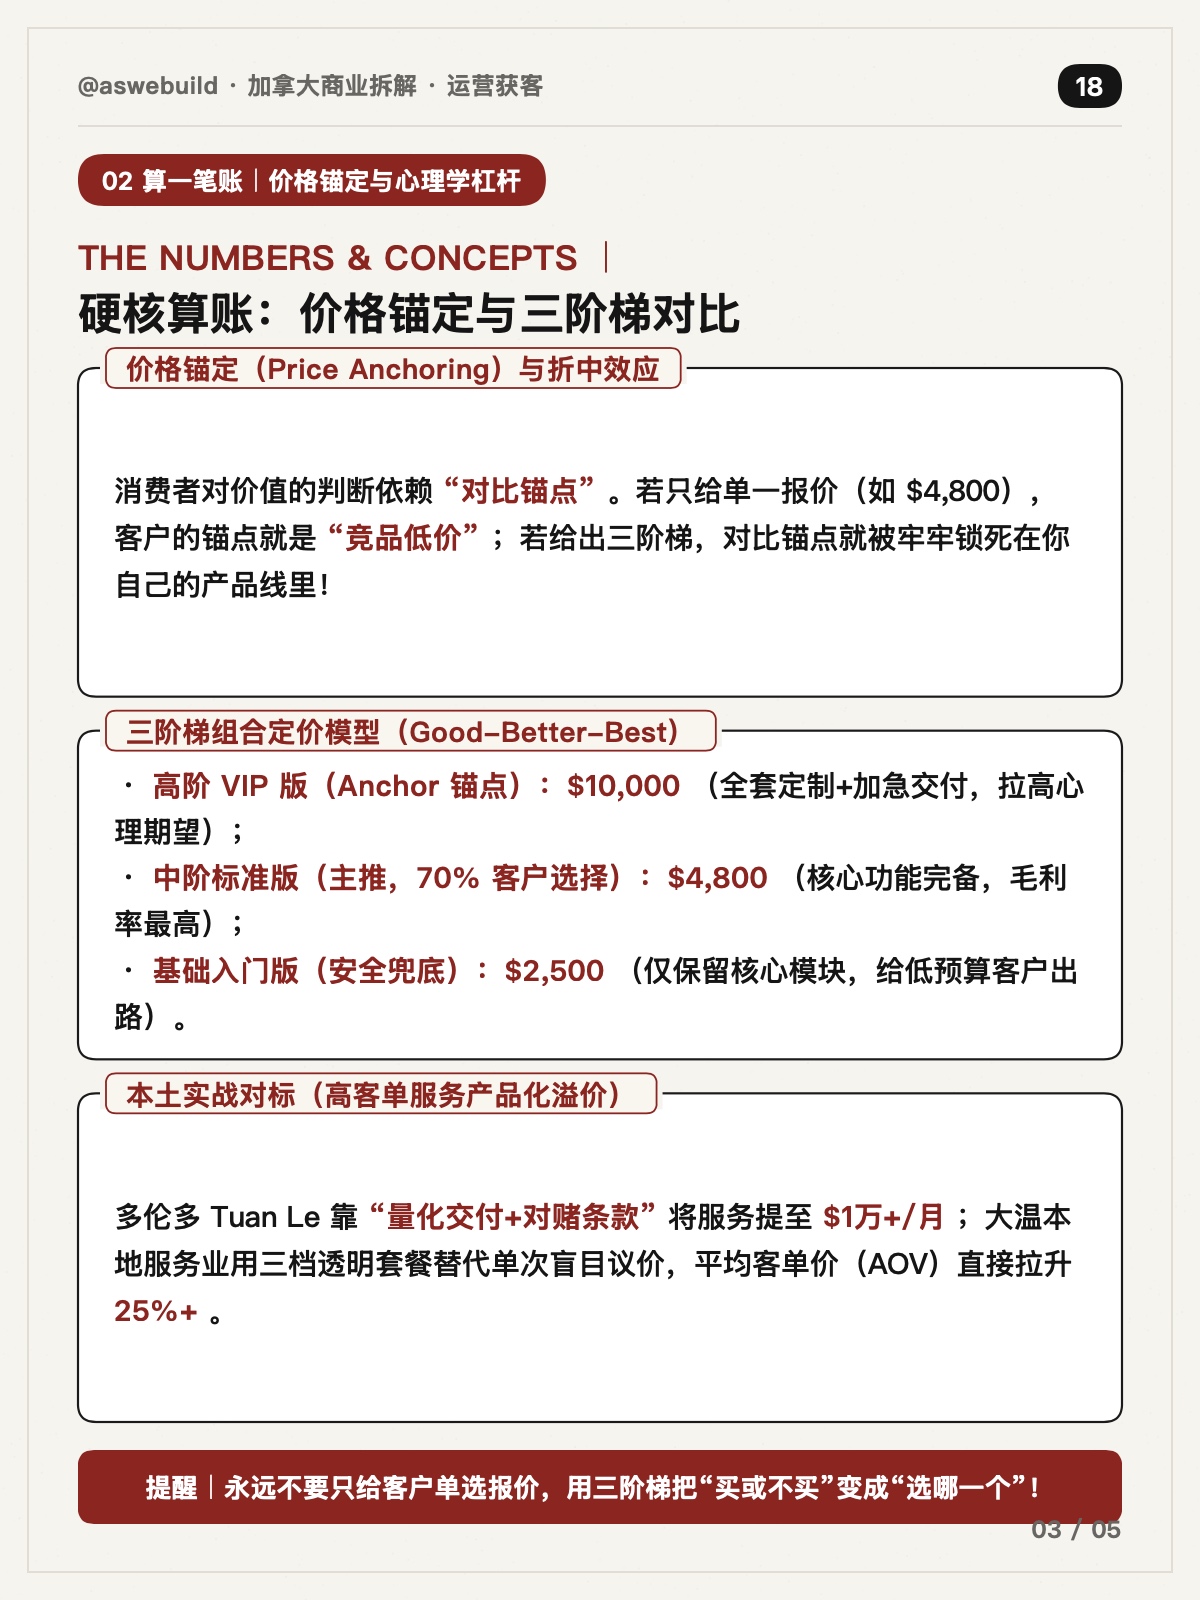 @aswebuild · 加拿大商业拆解 · 运营获客
18
02 算一笔账｜价格锚定与心理学杠杆
THE NUMBERS & CONCEPTS ｜
硬核算账：价格锚定与三阶梯对比
价格锚定（Price Anchoring）与折中效应
消费者对价值的判断依赖 “对比锚点” 。若只给单一报价（如 $4,800），
客户的锚点就是 “竞品低价” ；若给出三阶梯，对比锚点就被牢牢锁死在你
自己的产品线里！
三阶梯组合定价模型（Good–Better–Best）
· 高阶 VIP 版（Anchor 锚点）： $10,000 （全套定制+加急交付，拉高心
理期望）；
· 中阶标准版（主推，70% 客户选择）： $4,800 （核心功能完备，毛利
率最高）；
· 基础入门版（安全兜底）： $2,500 （仅保留核心模块，给低预算客户出
路）。
本土实战对标（高客单服务产品化溢价）
多伦多 Tuan Le 靠 “量化交付+对赌条款” 将服务提至 $1万+/月 ；大温本
地服务业用三档透明套餐替代单次盲目议价，平均客单价（AOV）直接拉升
25%+ 。
提醒｜永远不要只给客户单选报价，用三阶梯把“买或不买”变成“选哪一个”！
03 / 05